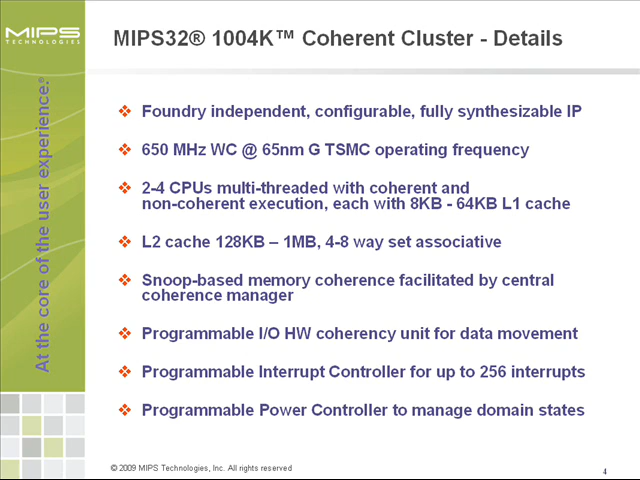 MIPS
TECHNOLOGIES
At the core of the user experience.®
MIPS32® 1004K™ Coherent Cluster - Details
❖ Foundry independent, configurable, fully synthesizable IP
❖ 650 MHz WC @ 65nm G TSMC operating frequency
❖ 2-4 CPUs multi-threaded with coherent and
non-coherent execution, each with 8KB - 64KB L1 cache
❖ L2 cache 128KB – 1MB, 4-8 way set associative
❖ Snoop-based memory coherence facilitated by central
coherence manager
❖ Programmable I/O HW coherency unit for data movement
❖ Programmable Interrupt Controller for up to 256 interrupts
❖ Programmable Power Controller to manage domain states
© 2009 MIPS Technologies, Inc. All rights reserved
4